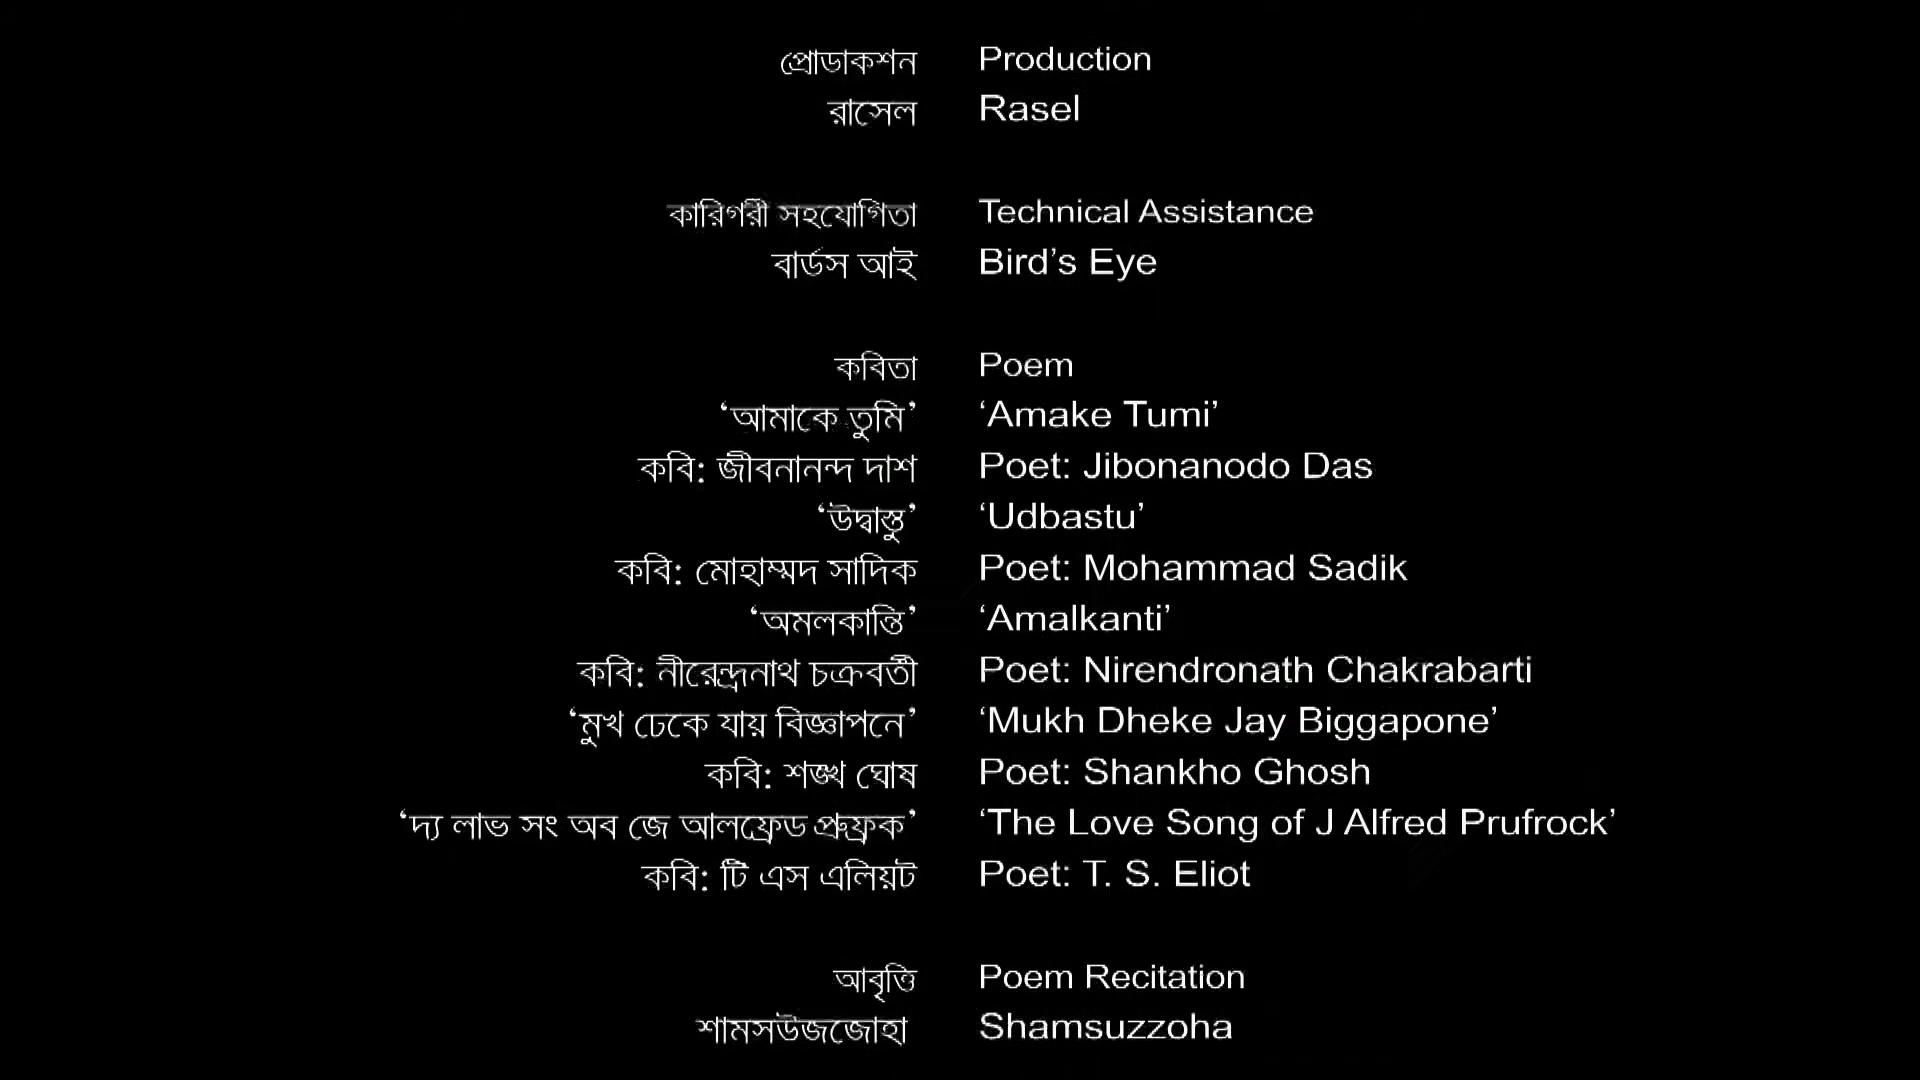 প্রোডাকশন Production
রাসেল Rasel
কারিগরী সহযোগিতা Technical Assistance
বার্ডস আই Bird’s Eye
কবিতা Poem
‘আমাকে তুমি’ ‘Amake Tumi’
কবি: জীবনানন্দ দাশ Poet: Jibonanodo Das
‘উদ্বাস্তু’ ‘Udbastu’
কবি: মোহাম্মদ সাদিক Poet: Mohammad Sadik
‘অমলকান্তি’ ‘Amalkanti’
কবি: নীরেন্দ্রনাথ চক্রবর্তী Poet: Nirendronath Chakrabarti
‘মুখ ঢেকে যায় বিজ্ঞাপনে’ ‘Mukh Dheke Jay Biggapone’
কবি: শঙ্খ ঘোষ Poet: Shankho Ghosh
‘দ্য লাভ সং অব জে আলফ্রেড প্রুফ্রক’ ‘The Love Song of J Alfred Prufrock’
কবি: টি এস এলিয়ট Poet: T. S. Eliot
আবৃত্তি Poem Recitation
শামসউজজোহা Shamsuzzoha